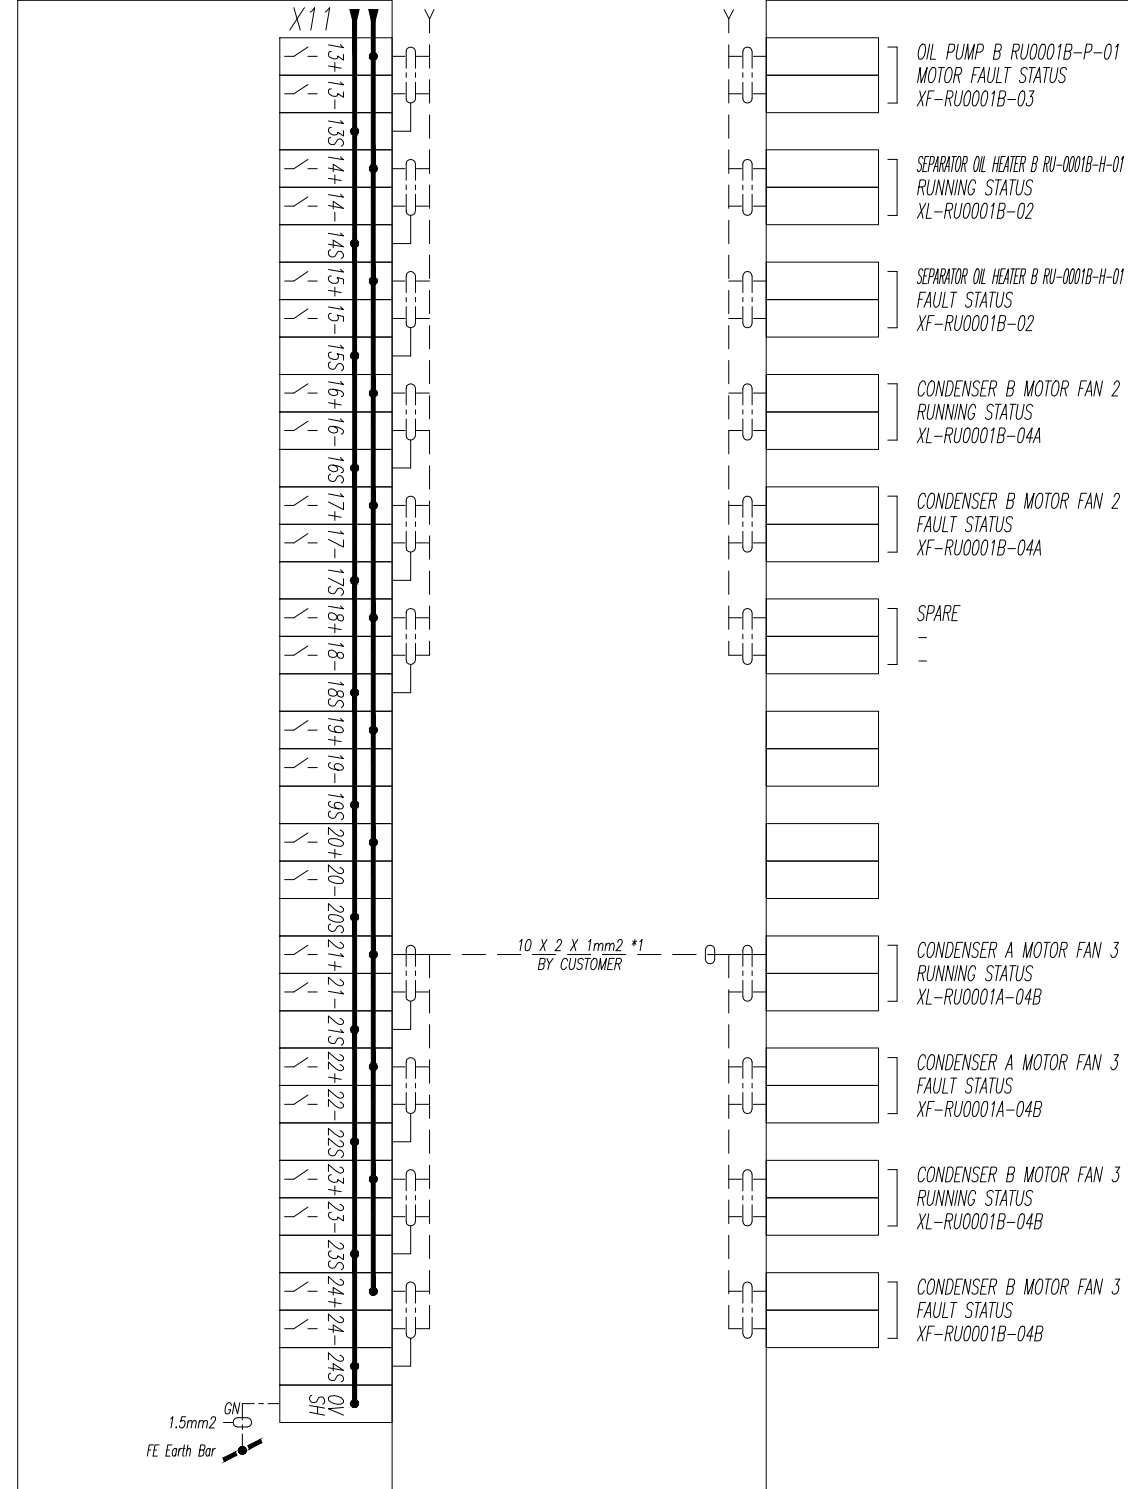 X11
13+
13-
13S
14+
14-
14S
15+
15-
15S
16+
16-
16S
17+
17-
17S
18+
18-
18S
19+
19-
19S
20+
20-
20S
21+
21-
21S
22+
22-
22S
23+
23-
23S
24+
24-
24S
0V
SH
GN
1.5mm2
FE Earth Bar
10 X 2 X 1mm2 *1
BY CUSTOMER
OIL PUMP B RU0001B-P-01
MOTOR FAULT STATUS
XF-RU0001B-03
SEPARATOR OIL HEATER B RU-0001B-H-01
RUNNING STATUS
XL-RU0001B-02
SEPARATOR OIL HEATER B RU-0001B-H-01
FAULT STATUS
XF-RU0001B-02
CONDENSER B MOTOR FAN 2
RUNNING STATUS
XL-RU0001B-04A
CONDENSER B MOTOR FAN 2
FAULT STATUS
XF-RU0001B-04A
SPARE
-
-
CONDENSER A MOTOR FAN 3
RUNNING STATUS
XL-RU0001A-04B
CONDENSER A MOTOR FAN 3
FAULT STATUS
XF-RU0001A-04B
CONDENSER B MOTOR FAN 3
RUNNING STATUS
XL-RU0001B-04B
CONDENSER B MOTOR FAN 3
FAULT STATUS
XF-RU0001B-04B